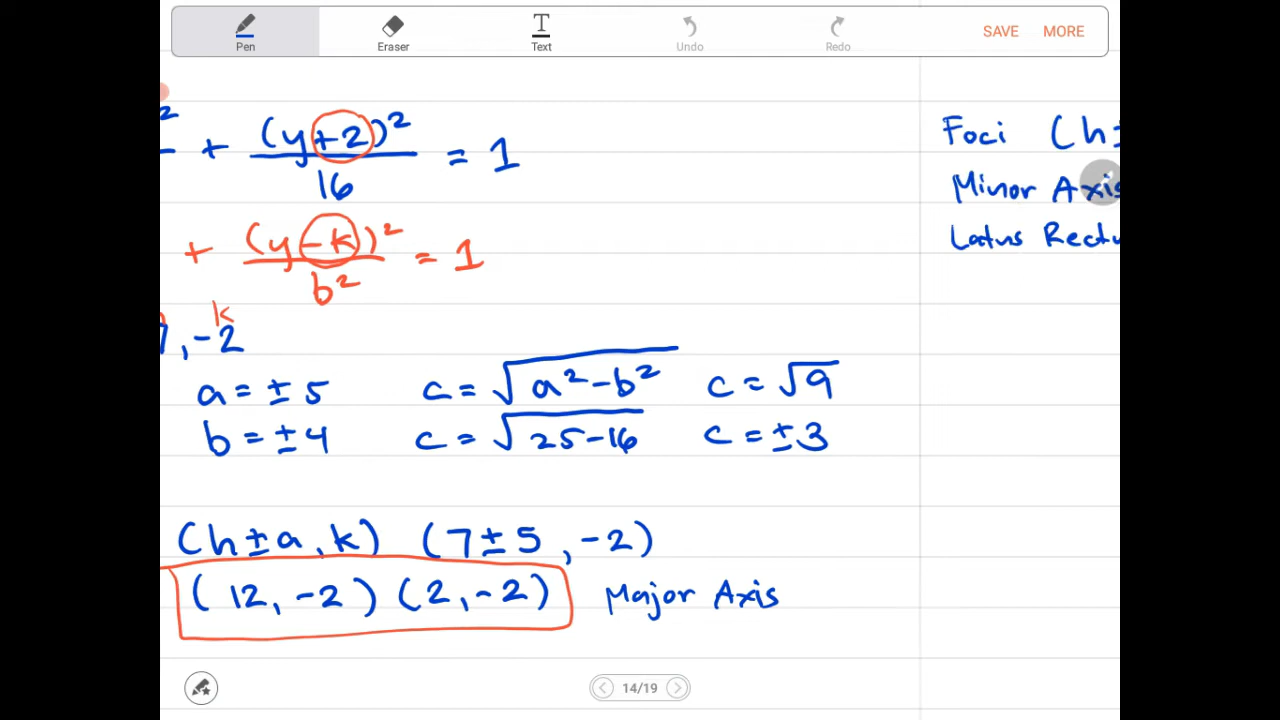 Pen Eraser Text Undo Redo SAVE MORE
2 + (y+2)²/16 = 1
+ (y-k)²/b² = 1
k
, -2
a = ± 5 c = √a² - b² c = √9
b = ± 4 c = √25-16 c = ± 3
(h ± a, k) (7 ± 5, -2)
(12, -2) (2, -2) Major Axis
Foci (h±
Minor Axis
Latus Rectu
14/19